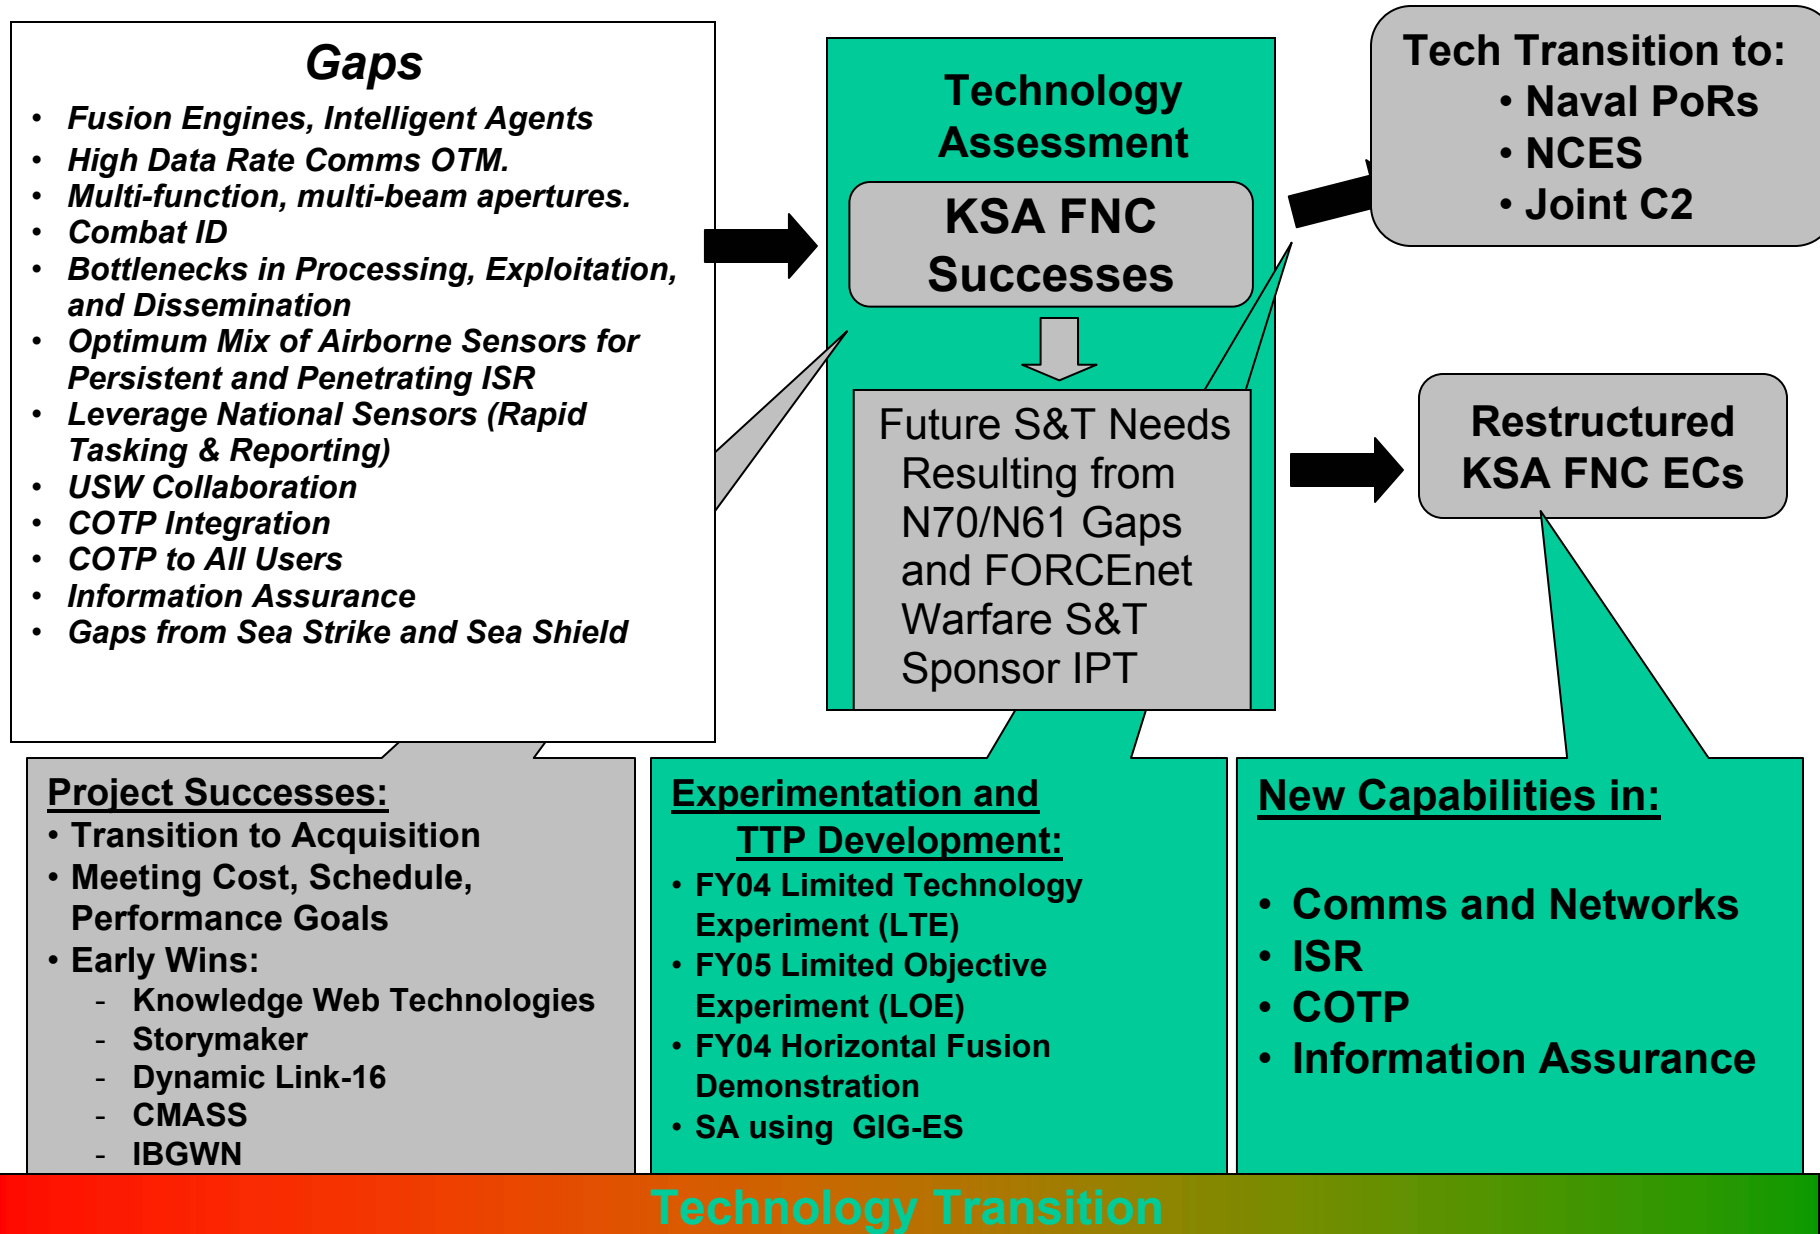 Gaps
• Fusion Engines, Intelligent Agents
• High Data Rate Comms OTM.
• Multi-function, multi-beam apertures.
• Combat ID
• Bottlenecks in Processing, Exploitation,
and Dissemination
• Optimum Mix of Airborne Sensors for
Persistent and Penetrating ISR
• Leverage National Sensors (Rapid
Tasking & Reporting)
• USW Collaboration
• COTP Integration
• COTP to All Users
• Information Assurance
• Gaps from Sea Strike and Sea Shield
Technology
Assessment
KSA FNC
Successes
Future S&T Needs
Resulting from
N70/N61 Gaps
and FORCEnet
Warfare S&T
Sponsor IPT
Tech Transition to:
• Naval PoRs
• NCES
• Joint C2
Restructured
KSA FNC ECs
Project Successes:
• Transition to Acquisition
• Meeting Cost, Schedule,
Performance Goals
• Early Wins:
- Knowledge Web Technologies
- Storymaker
- Dynamic Link-16
- CMASS
- IBGWN
Experimentation and
TTP Development:
• FY04 Limited Technology
Experiment (LTE)
• FY05 Limited Objective
Experiment (LOE)
• FY04 Horizontal Fusion
Demonstration
• SA using GIG-ES
New Capabilities in:
• Comms and Networks
• ISR
• COTP
• Information Assurance
Technology Transition